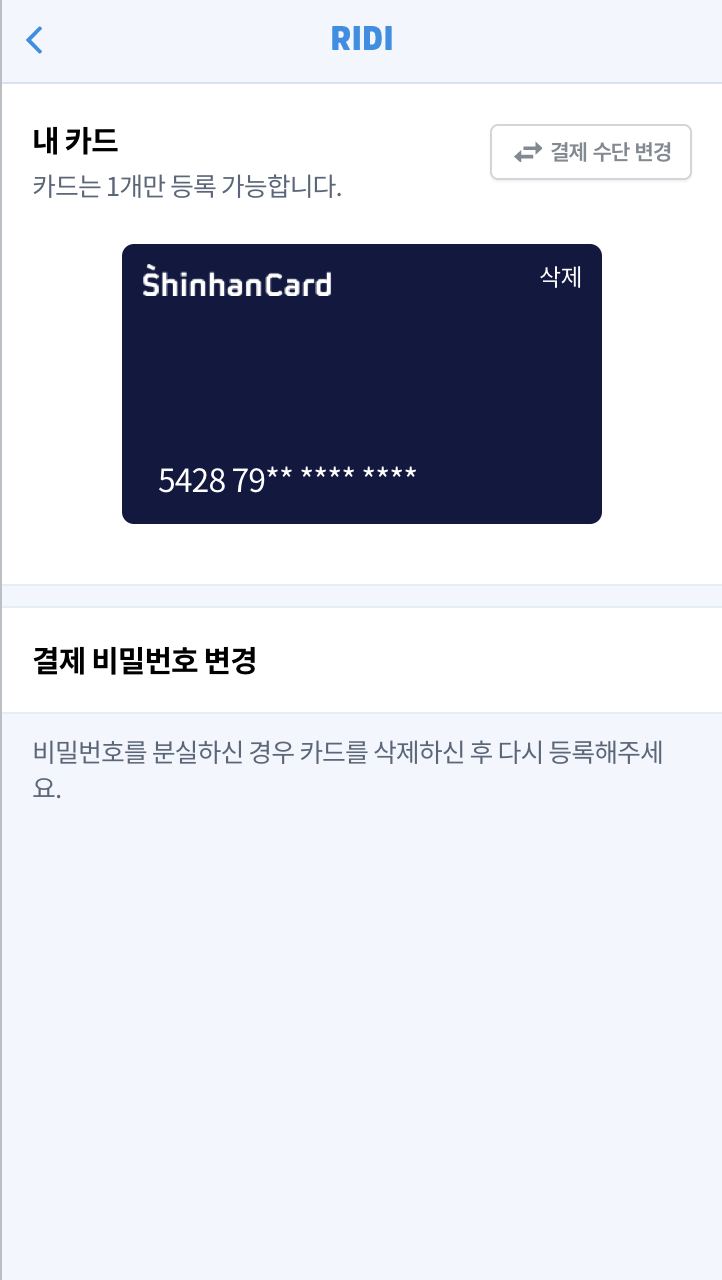 RIDI
내 카드
결제 수단 변경
카드는 1개만 등록 가능합니다.
ShinhanCard
삭제
5428 79** **** ****
결제 비밀번호 변경
비밀번호를 분실하신 경우 카드를 삭제하신 후 다시 등록해주세
요.